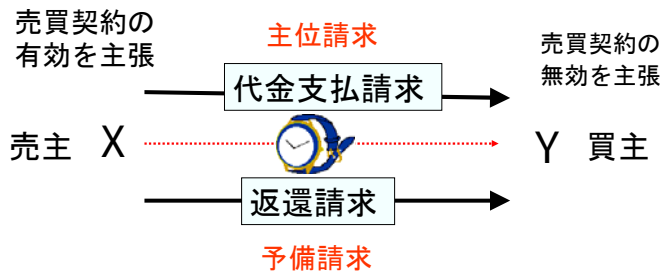 売買契約の
有効を主張
主位請求
売買契約の
無効を主張
代金支払請求
売主 X
Y 買主
返還請求
予備請求